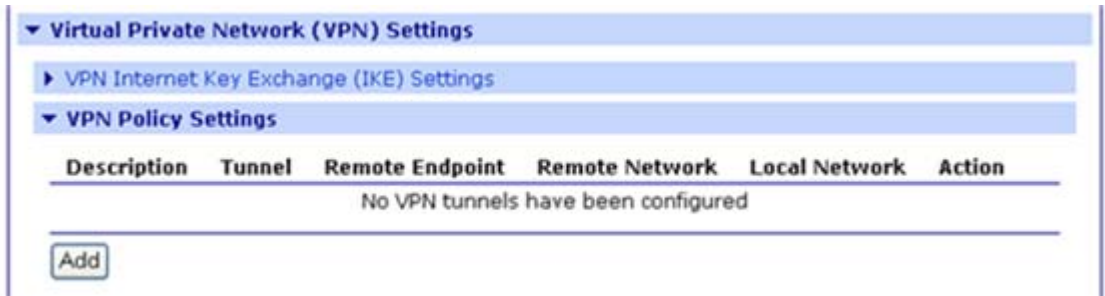 Virtual Private Network (VPN) Settings
VPN Internet Key Exchange (IKE) Settings
VPN Policy Settings
Description Tunnel Remote Endpoint Remote Network Local Network Action
No VPN tunnels have been configured
Add